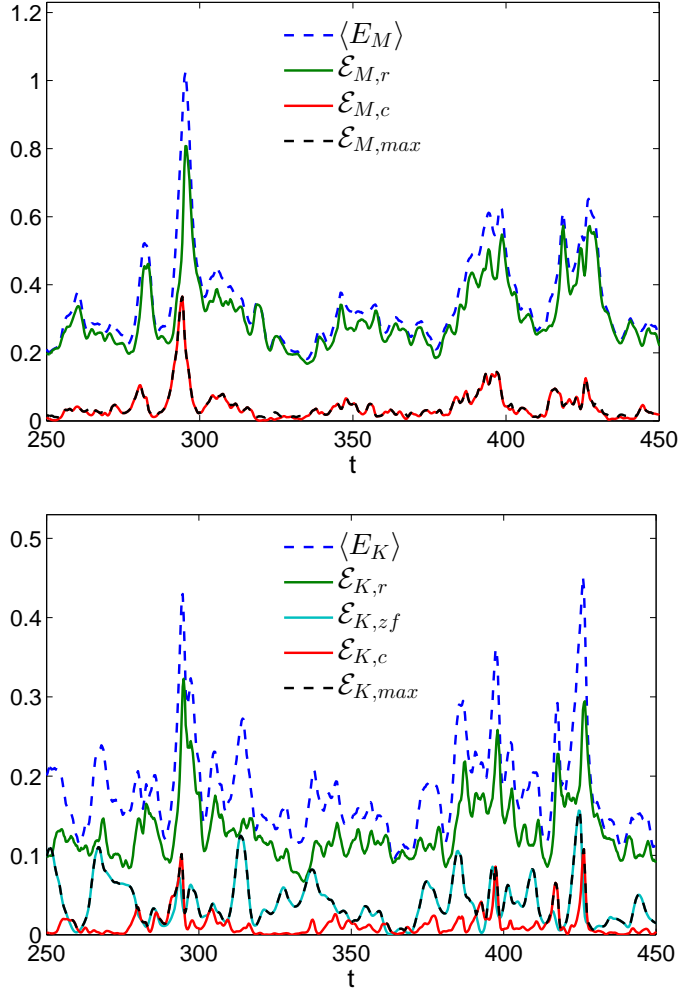 1.2
1
0.8
0.6
0.4
0.2
0
⟨E_M⟩
ℰ_{M,r}
ℰ_{M,c}
ℰ_{M,max}
250 300 350 400 450
t
0.5
0.4
0.3
0.2
0.1
0
⟨E_K⟩
ℰ_{K,r}
ℰ_{K,zf}
ℰ_{K,c}
ℰ_{K,max}
250 300 350 400 450
t